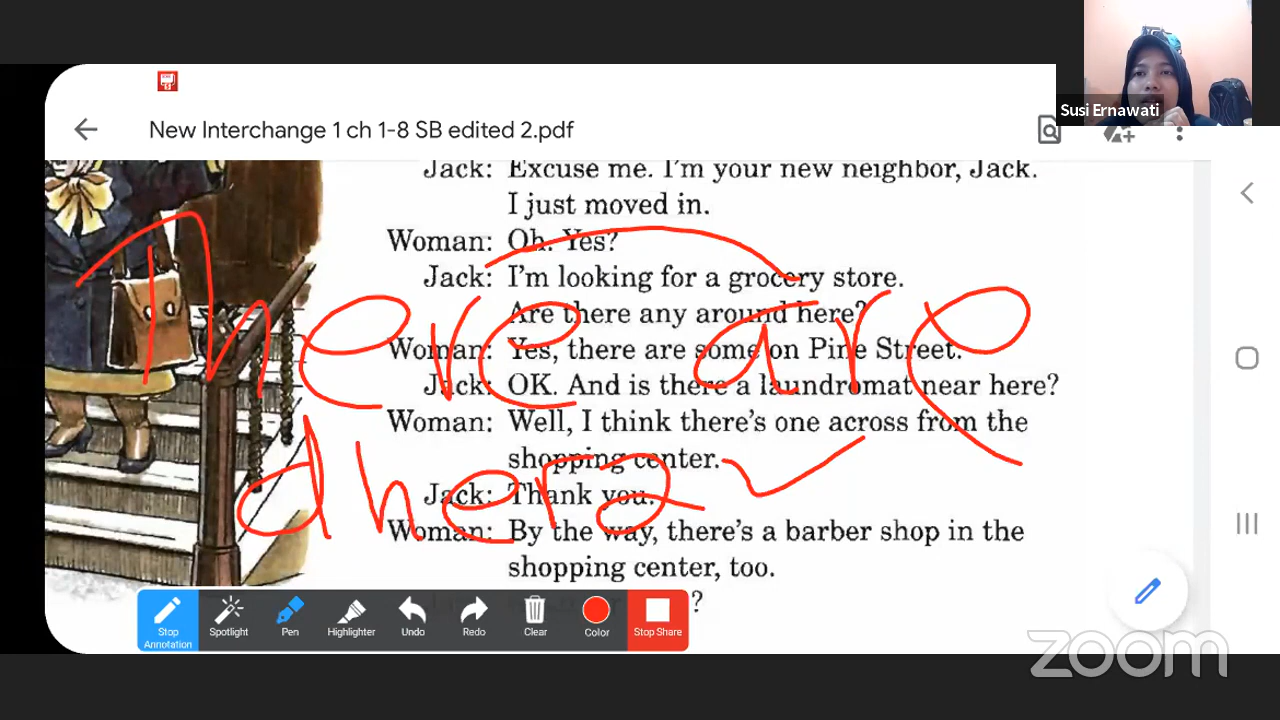 Susi Ernawati
New Interchange 1 ch 1-8 SB edited 2.pdf
Jack: Excuse me. I'm your new neighbor, Jack.
I just moved in.
Woman: Oh. Yes?
Jack: I'm looking for a grocery store.
Are there any around here?
Woman: Yes, there are some on Pine Street.
Jack: OK. And is there a laundromat near here?
Woman: Well, I think there's one across from the
shopping center.
Jack: Thank you.
Woman: By the way, there's a barber shop in the
shopping center, too.
?
There are
dhera
Stop Annotation
Spotlight
Pen
Highlighter
Undo
Redo
Clear
Color
Stop Share
zoom